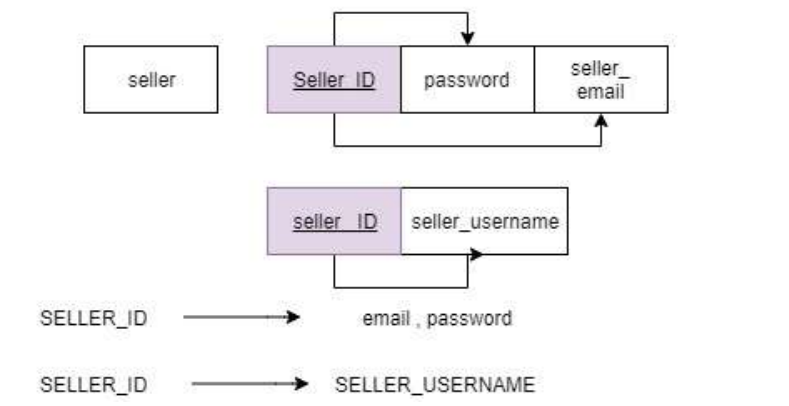 seller
Seller_ID
password
seller_
email
seller_ID
seller_username
SELLER_ID
email , password
SELLER_ID
SELLER_USERNAME